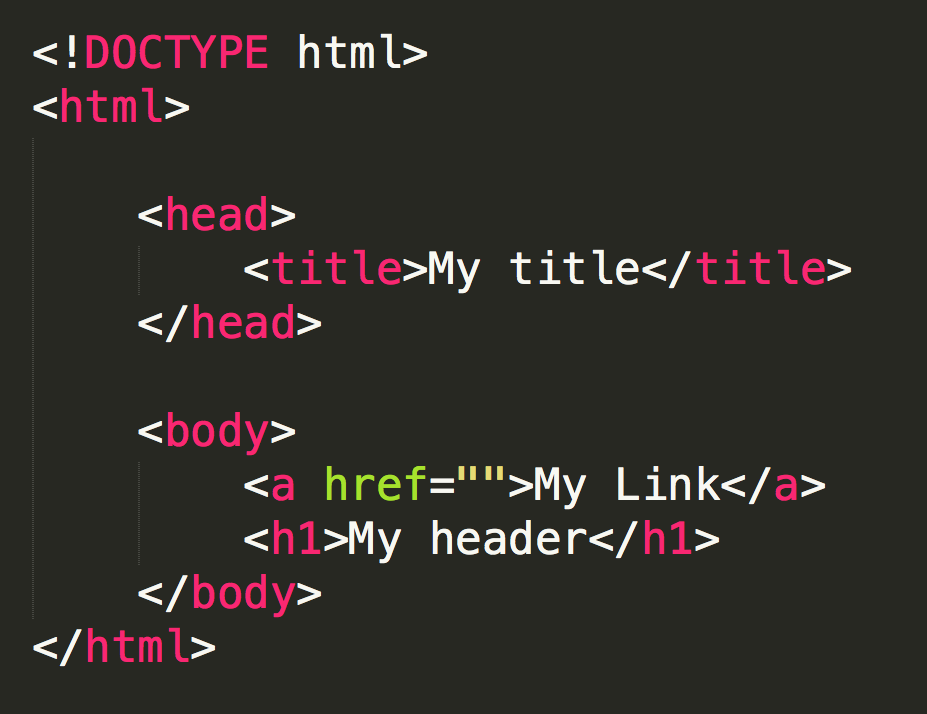 <!DOCTYPE html>
<html>
<head>
<title>My title</title>
</head>
<body>
<a href="">My Link</a>
<h1>My header</h1>
</body>
</html>